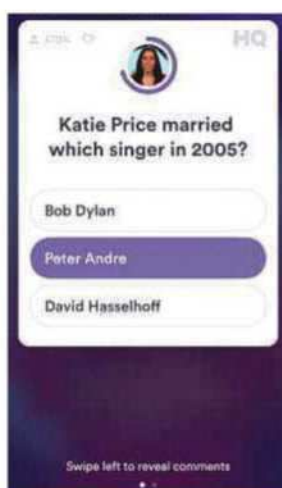 HQ
Katie Price married
which singer in 2005?
Bob Dylan
Peter Andre
David Hasselhoff
Swipe left to reveal comments